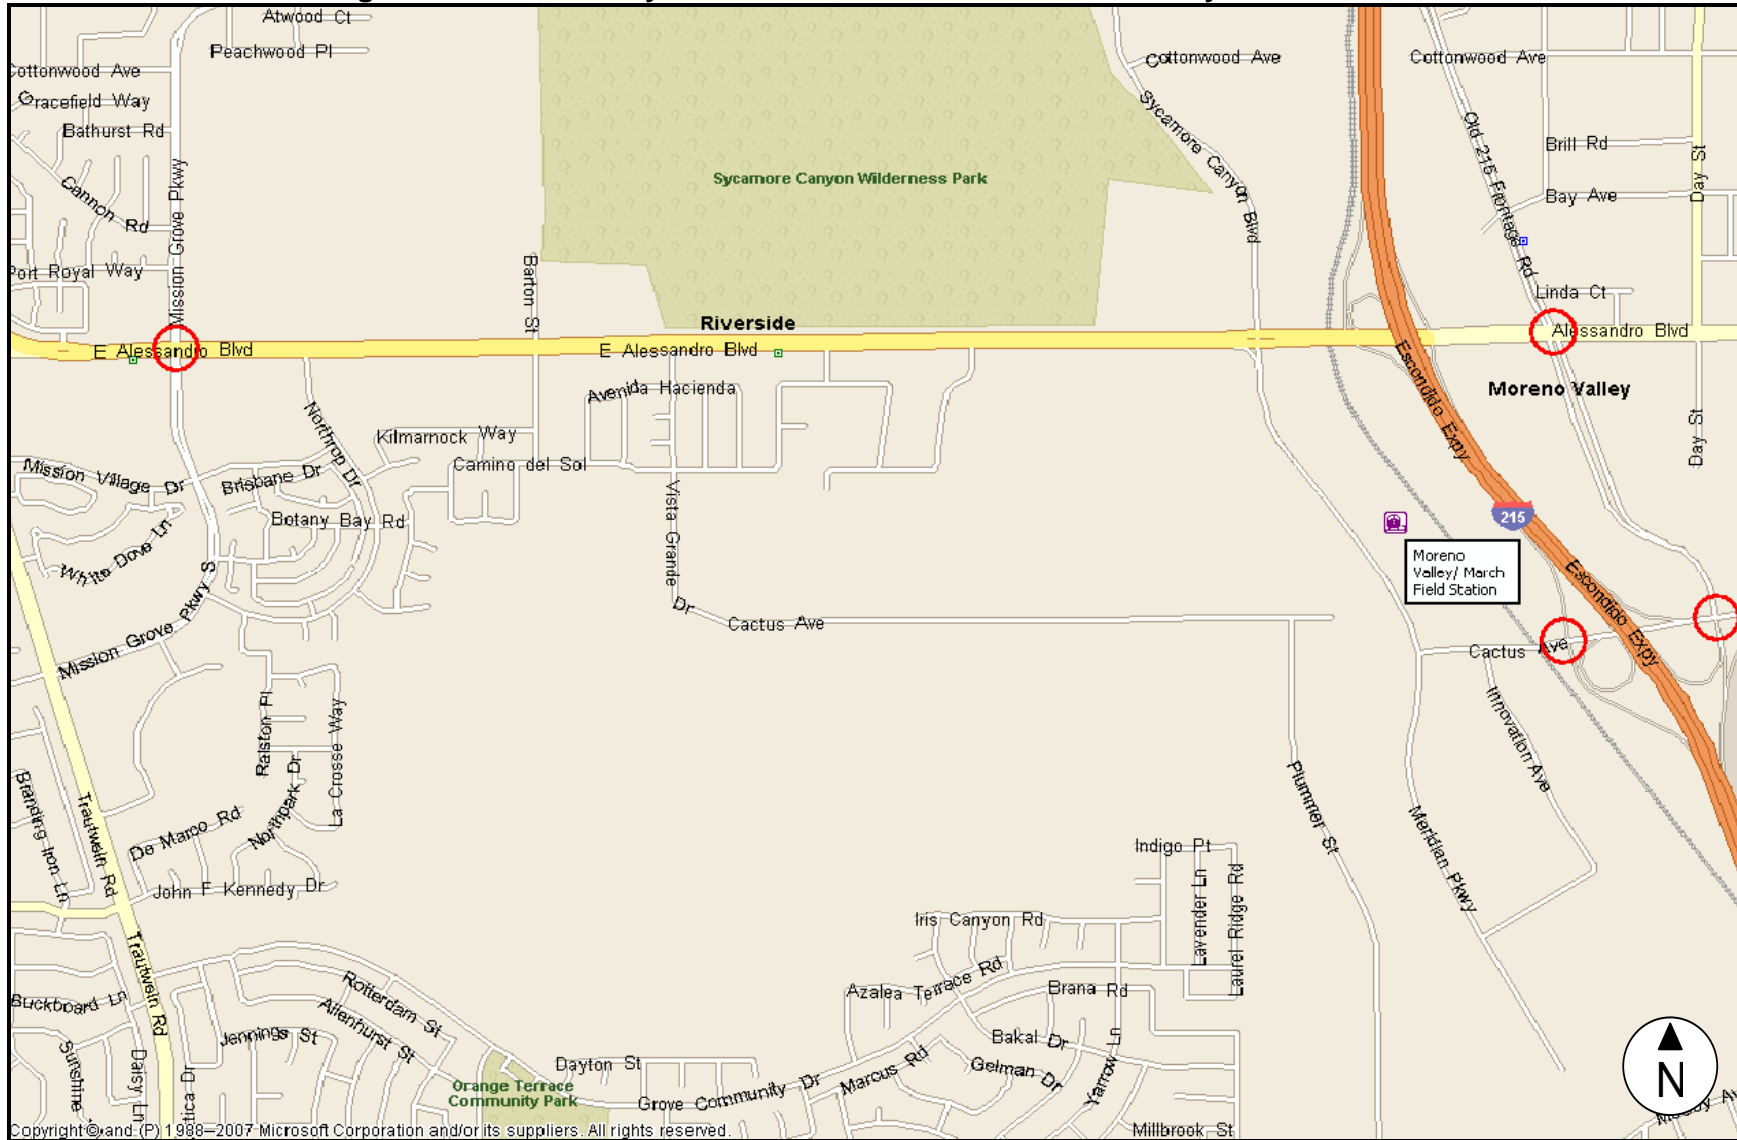 Atwood Ct
Peachwood Pl
Cottonwood Ave
Gracefield Way
Bathurst Rd
Cannon Rd
Mission Grove Pkwy
Port Royal Way
E Alessandro Blvd
Barton St
Sycamore Canyon Wilderness Park
Riverside
E Alessandro Blvd
Cottonwood Ave
Sycamore Canyon Blvd
Cottonwood Ave
Old 215 Frontage Rd
Brill Rd
Bay Ave
Day St
Linda Ct
Alessandro Blvd
Moreno Valley
Day St
Escondido Expy
215
Escondido Expy
Moreno
Valley/ March
Field Station
Avenida Hacienda
Kilmarnock Way
Camino del Sol
Northrop Dr
Mission Village Dr
Brisbane Dr
Botany Bay Rd
White Dove Ln
Mission Grove Pkwy S
Vista Grande Dr
Cactus Ave
Cactus Ave
Innovation Ave
Plummer St
Meridian Pkwy
Ralston Pl
La Crosse Way
Northpark Dr
De Marco Rd
John F Kennedy Dr
Branding Iron Ln
Trautwein Rd
Trautwein Rd
Indigo Pt
Lavender Ln
Laurel Ridge Rd
Iris Canyon Rd
Azalea Terrace Rd
Brana Rd
Bakal Dr
Gelman Dr
Yarrow Ln
Marcus Rd
Grove Community Dr
Dayton St
Rotterdam St
Allenhurst St
Jennings St
Buckboard Ln
Sunshine
Daisy Ln
tica Dr
Orange Terrace
Community Park
Millbrook St
N
Copyright © and (P) 1988–2007 Microsoft Corporation and/or its suppliers. All rights reserved.